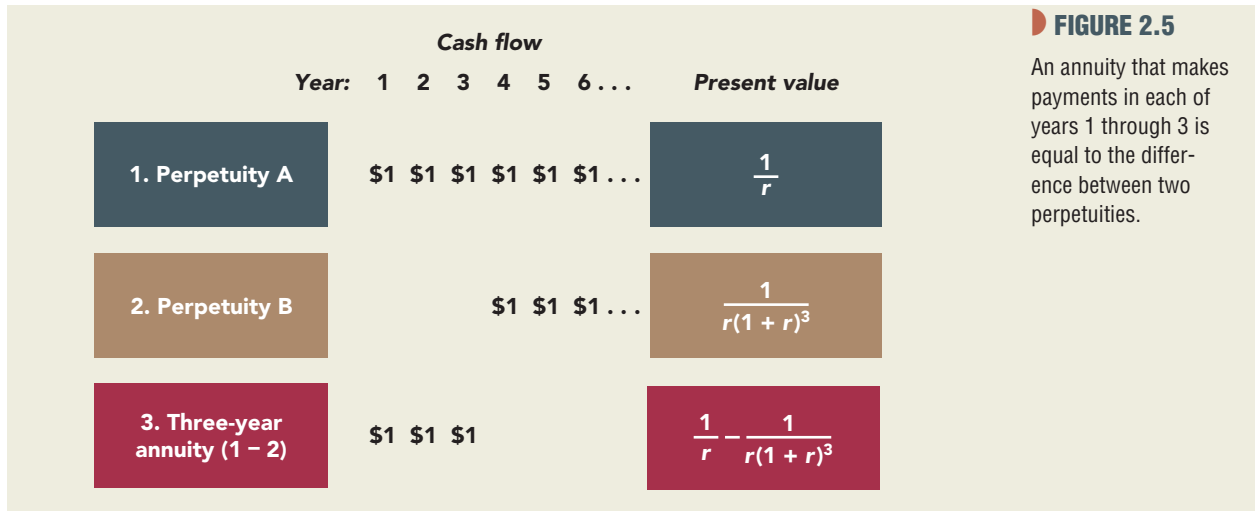 FIGURE 2.5
An annuity that makes
payments in each of
years 1 through 3 is
equal to the differ-
ence between two
perpetuities.
Cash flow
Year: 1 2 3 4 5 6 . . . Present value
1. Perpetuity A $1 $1 $1 $1 $1 $1 . . . 1/r
2. Perpetuity B $1 $1 $1 . . . 1/r(1 + r)³
3. Three-year
annuity (1 − 2) $1 $1 $1 1/r − 1/r(1 + r)³